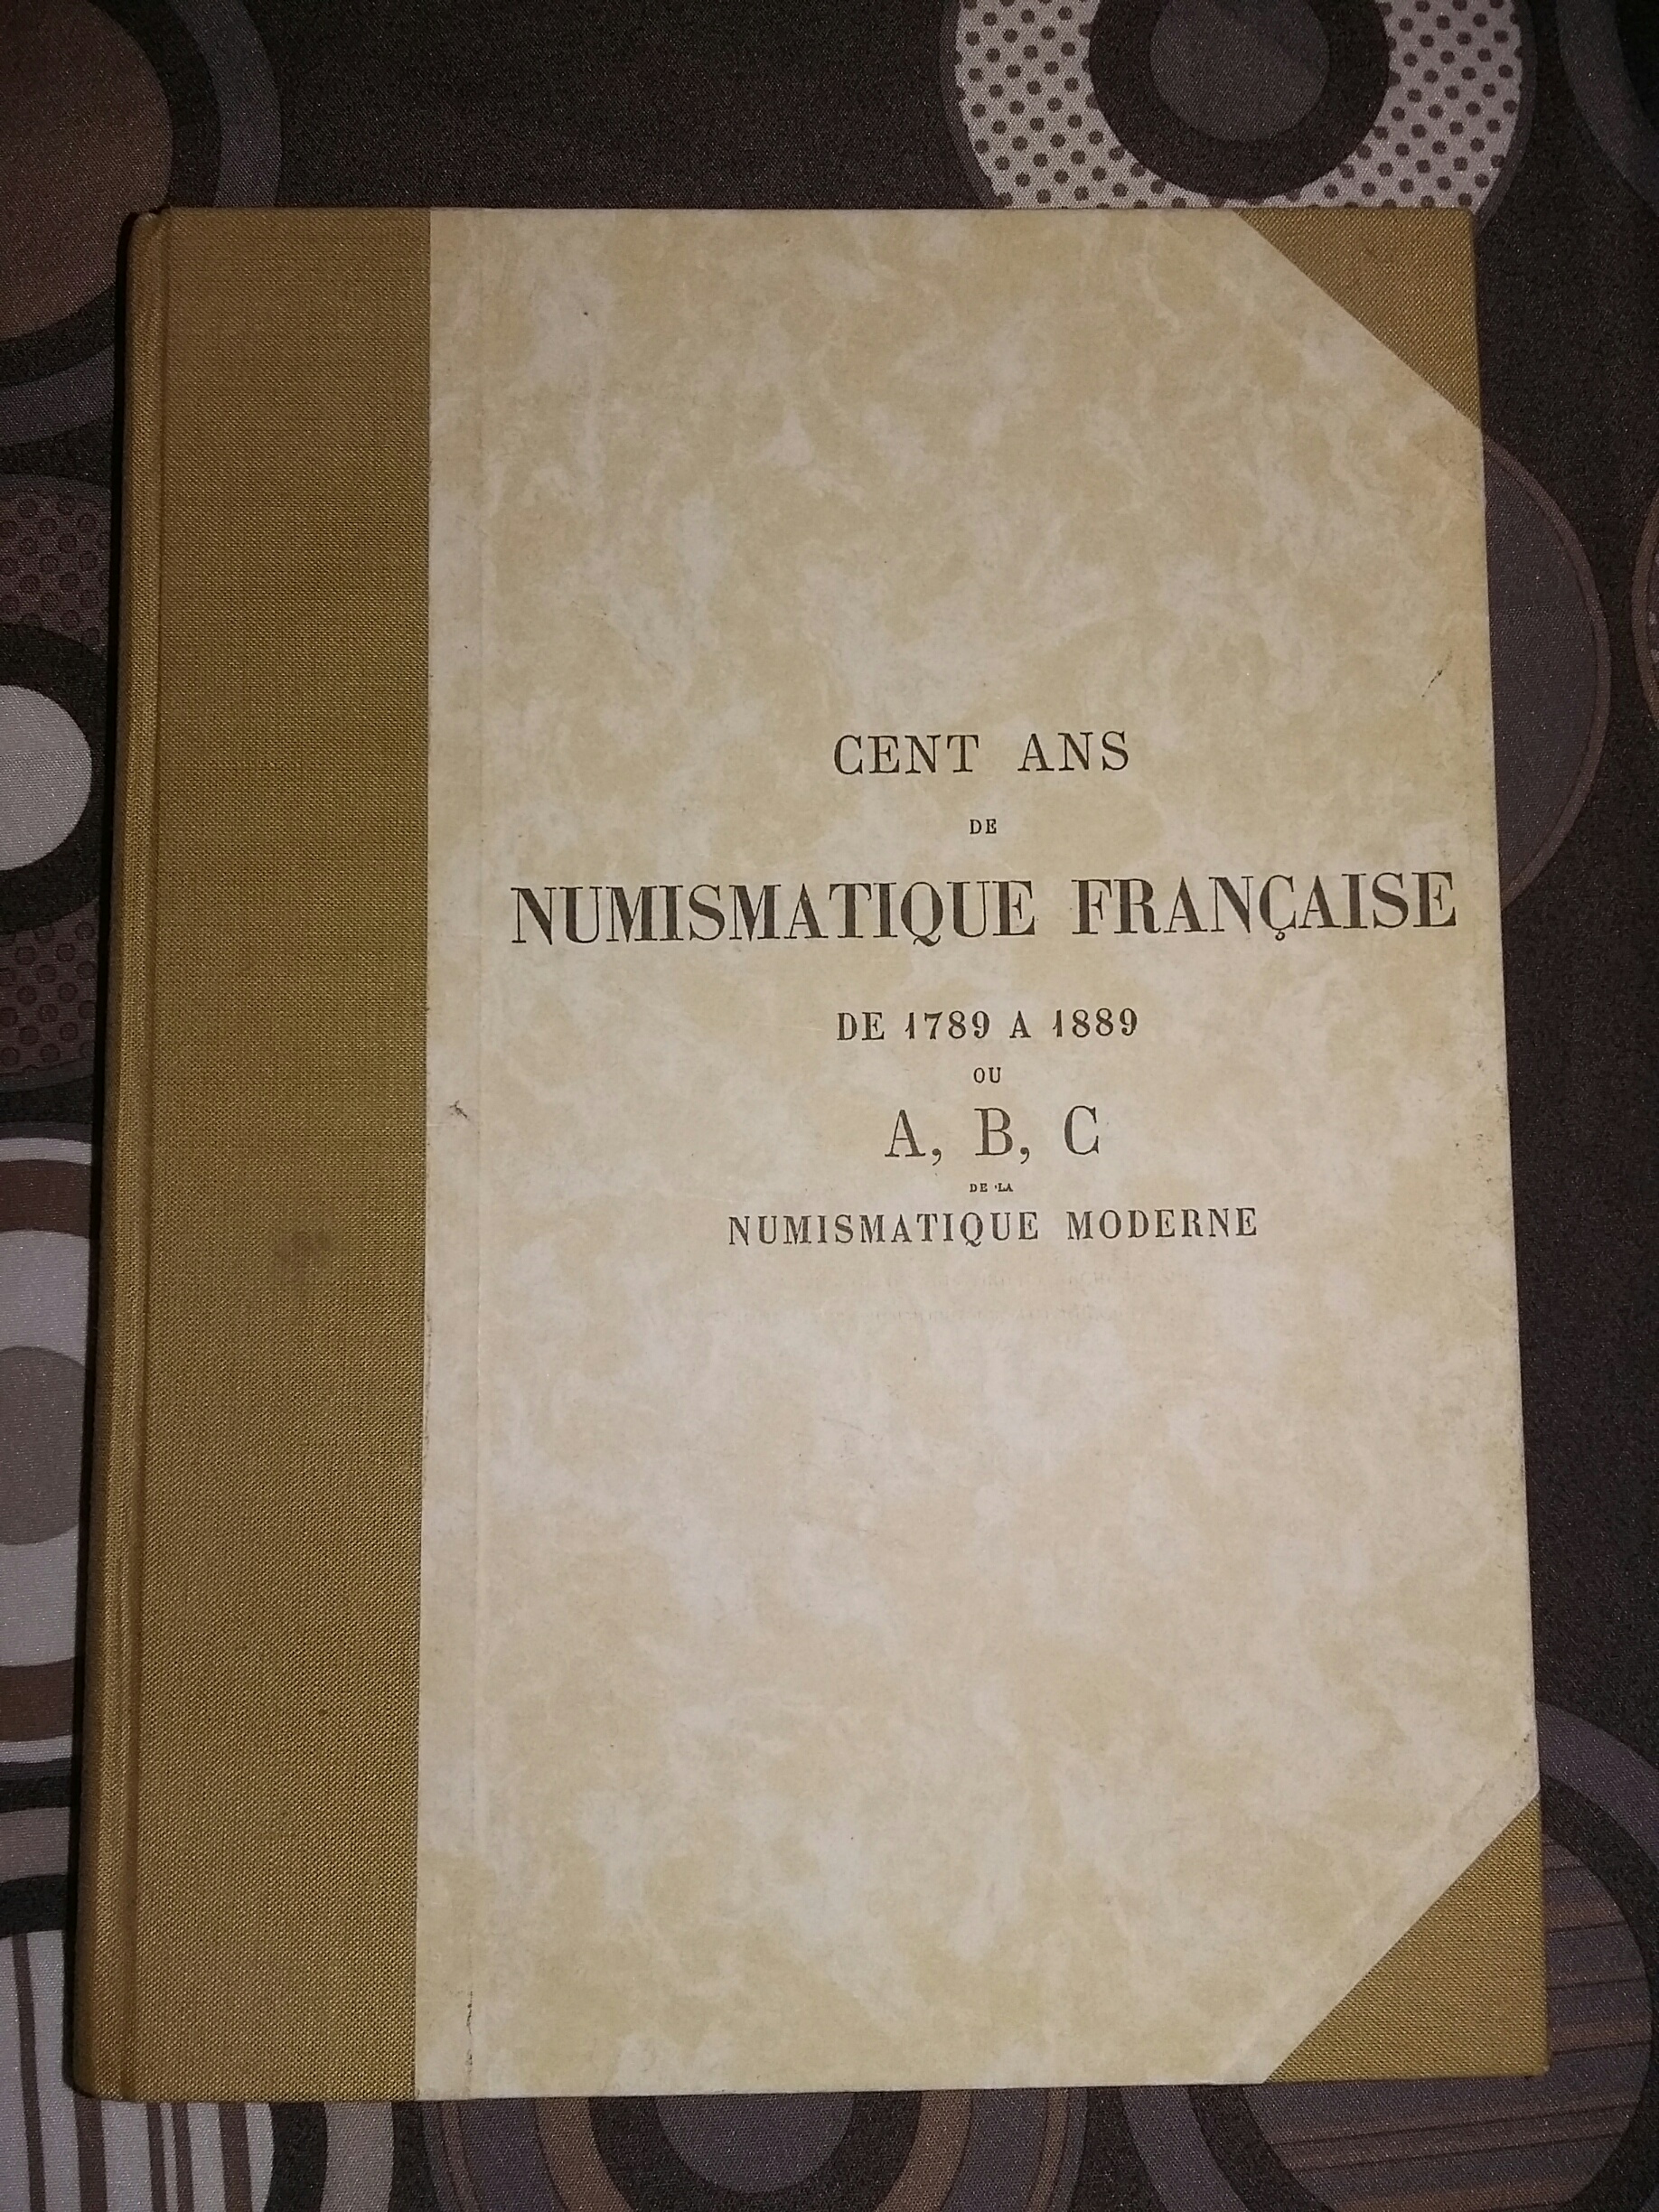 CENT ANS
DE
NUMISMATIQUE FRANÇAISE
DE 1789 A 1889
OU
A, B, C
DE LA
NUMISMATIQUE MODERNE